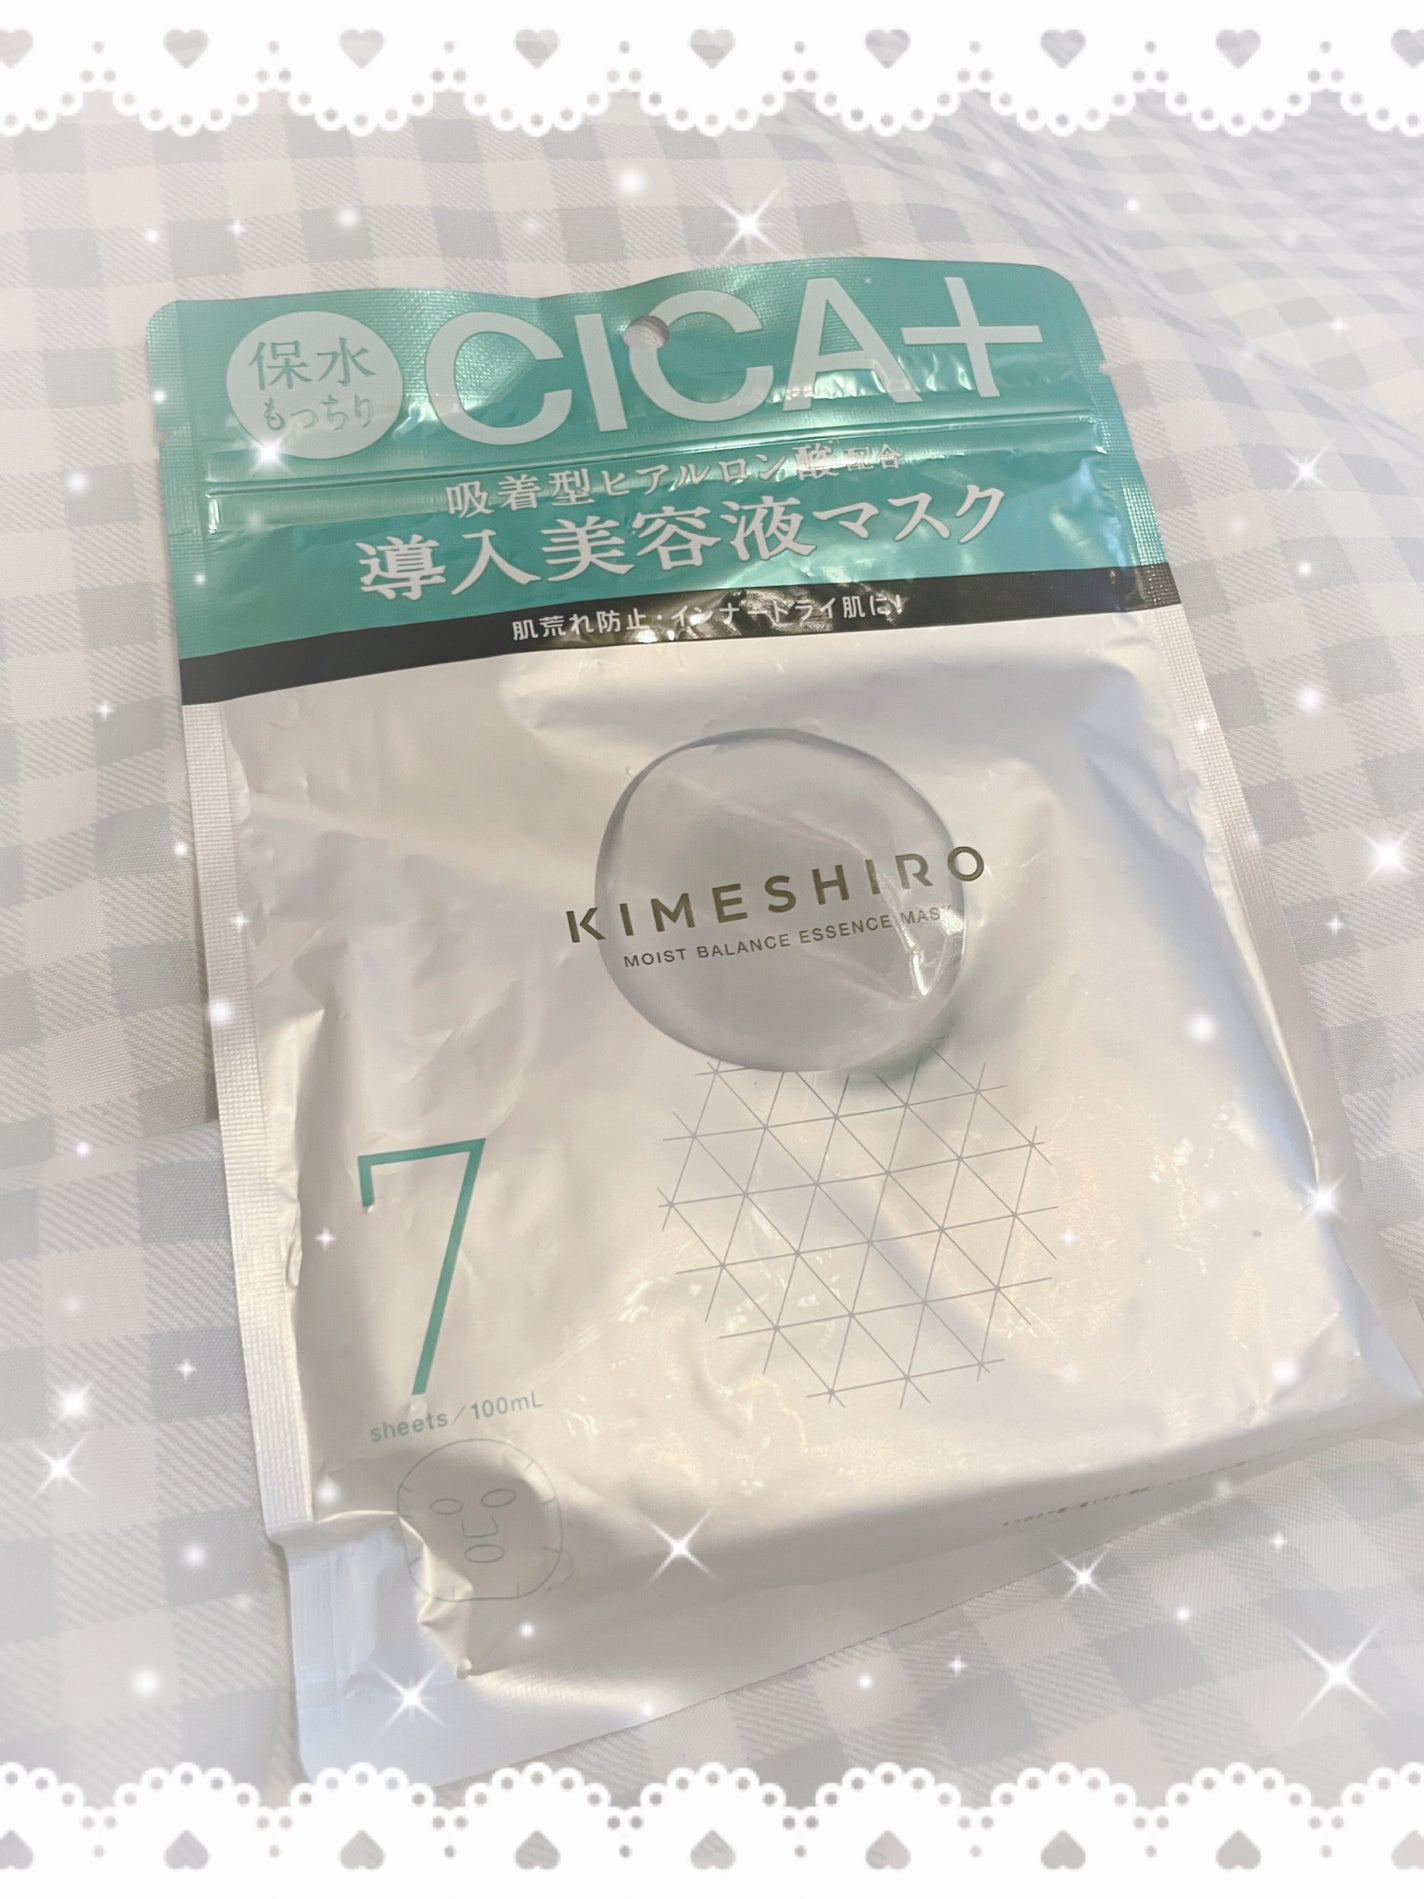 保水
もっちり
CICA+
吸着型ヒアルロン酸配合
導入美容液マスク
肌荒れ防止・インナードライ肌に!
KIMESHIRO
MOIST BALANCE ESSENCE MASK
7
sheets/100mL